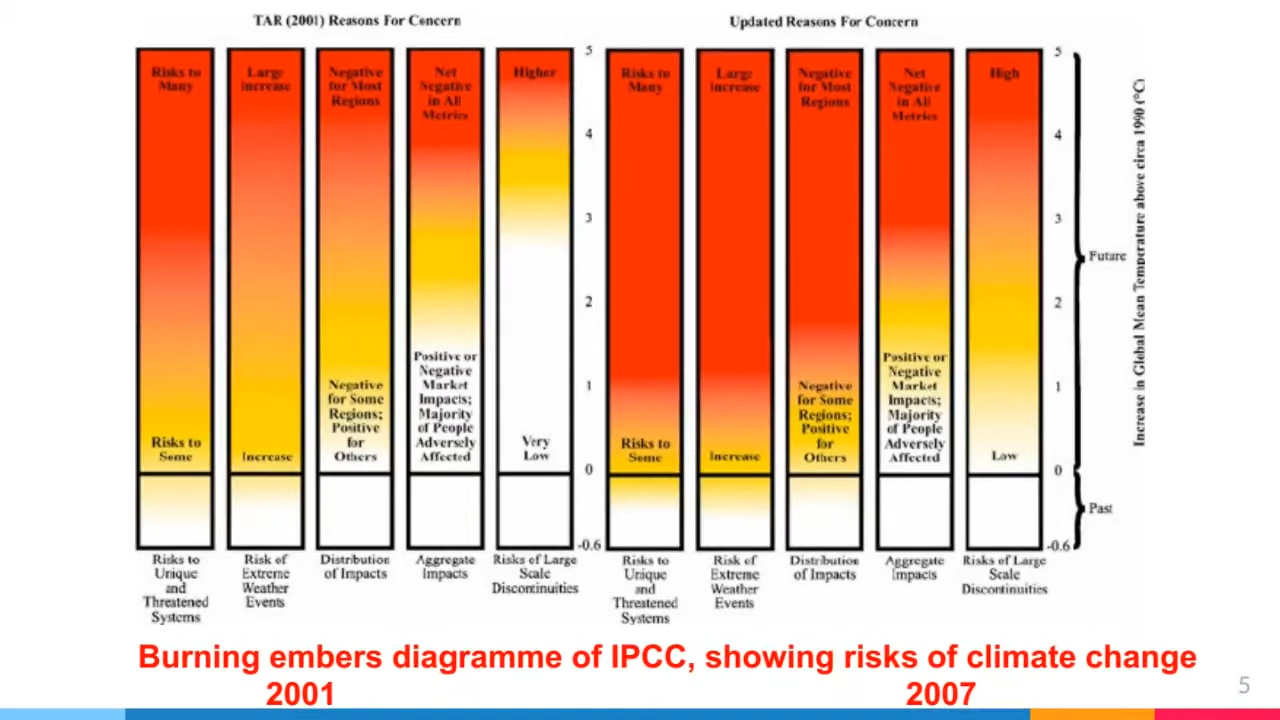 TAR (2001) Reasons For Concern
Risks to
Many
Large
Increase
Negative
for Most
Regions
Net
Negative
in All
Metrics
Higher
Risks to
Some
Increase
Negative
for Some
Regions;
Positive
for
Others
Positive or
Negative
Market
Impacts;
Majority
of People
Adversely
Affected
Very
Low
5
4
3
2
1
0
-0.6
Risks to
Unique
and
Threatened
Systems
Risk of
Extreme
Weather
Events
Distribution
of Impacts
Aggregate
Impacts
Risks of Large
Scale
Discontinuities
Updated Reasons For Concern
Risks to
Many
Large
Increase
Negative
for Most
Regions
Net
Negative
in All
Metrics
High
Risks to
Some
Increase
Negative
for Some
Regions;
Positive
for
Others
Positive or
Negative
Market
Impacts;
Majority
of People
Adversely
Affected
Low
5
4
3
2
1
0
-0.6
Future
Past
Increase in Global Mean Temperature above circa 1990 (°C)
Risks to
Unique
and
Threatened
Systems
Risk of
Extreme
Weather
Events
Distribution
of Impacts
Aggregate
Impacts
Risks of Large
Scale
Discontinuities
Burning embers diagramme of IPCC, showing risks of climate change
2001 2007
5